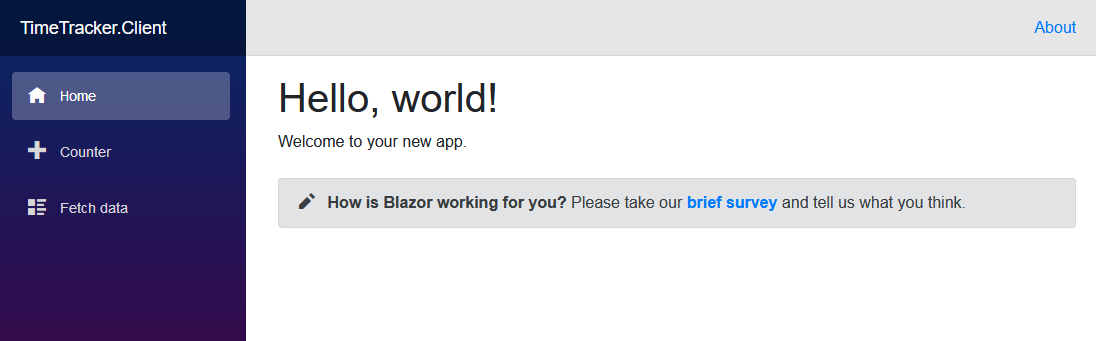 TimeTracker.Client
About
Home
Counter
Fetch data
Hello, world!
Welcome to your new app.
How is Blazor working for you? Please take our brief survey and tell us what you think.